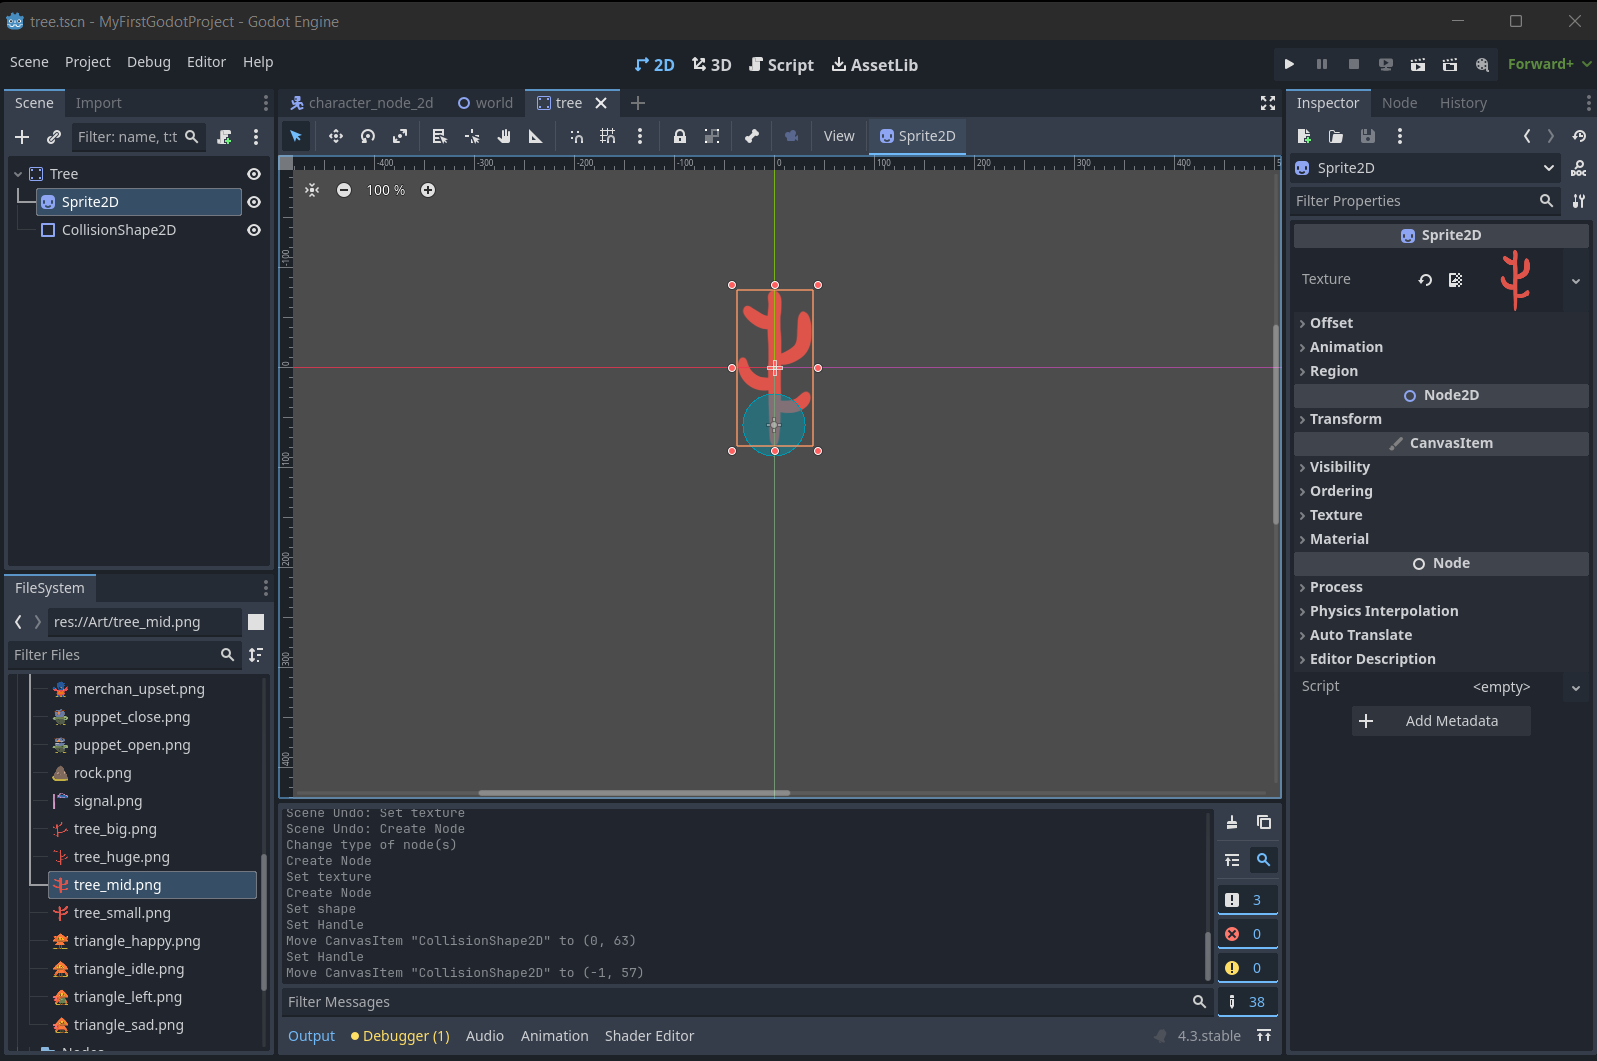 tree.tscn - MyFirstGodotProject - Godot Engine
Scene Project Debug Editor Help
2D 3D Script AssetLib
Forward+
Scene Import
Filter: name, t:t
Tree
Sprite2D
CollisionShape2D
FileSystem
res://Art/tree_mid.png
Filter Files
merchan_upset.png
puppet_close.png
puppet_open.png
rock.png
signal.png
tree_big.png
tree_huge.png
tree_mid.png
tree_small.png
triangle_happy.png
triangle_idle.png
triangle_left.png
triangle_sad.png
character_node_2d world tree
View Sprite2D
-400 -300 -200 -100 0 100 200 300 400
100 %
-100
0
100
200
300
400
Scene Undo: Set texture
Scene Undo: Create Node
Change type of node(s)
Create Node
Set texture
Create Node
Set shape
Set Handle
Move CanvasItem "CollisionShape2D" to (0, 63)
Set Handle
Move CanvasItem "CollisionShape2D" to (-1, 57)
3
0
0
38
Filter Messages
Output Debugger (1) Audio Animation Shader Editor
4.3.stable
Inspector Node History
Sprite2D
Filter Properties
Sprite2D
Texture
Offset
Animation
Region
Node2D
Transform
CanvasItem
Visibility
Ordering
Texture
Material
Node
Process
Physics Interpolation
Auto Translate
Editor Description
Script <empty>
Add Metadata